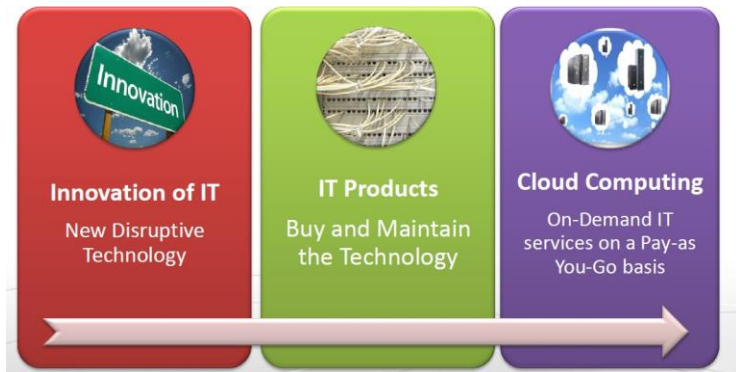 Innovation
Innovation of IT
New Disruptive
Technology
IT Products
Buy and Maintain
the Technology
Cloud Computing
On-Demand IT
services on a Pay-as
You-Go basis